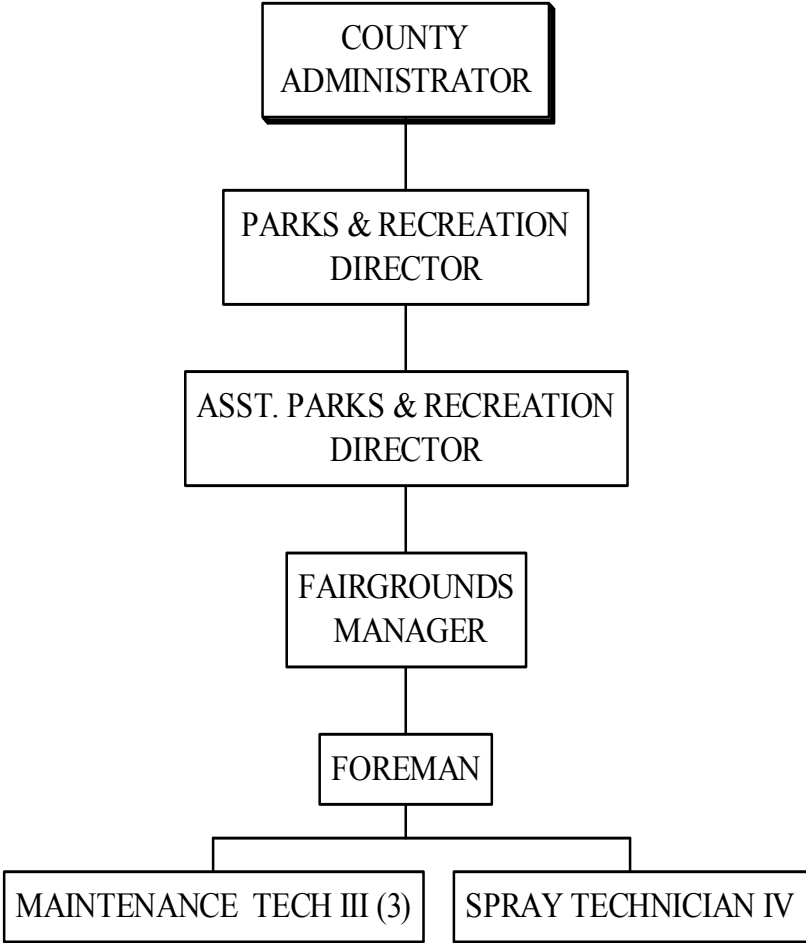 COUNTY
ADMINISTRATOR
PARKS & RECREATION
DIRECTOR
ASST. PARKS & RECREATION
DIRECTOR
FAIRGROUNDS
MANAGER
FOREMAN
MAINTENANCE TECH III (3)
SPRAY TECHNICIAN IV